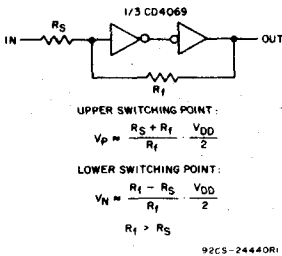 1/3 CD4069
IN
RS
OUT
Rf
UPPER SWITCHING POINT:
VP ≈ RS + Rf / Rf · VDD / 2
LOWER SWITCHING POINT:
VN ≈ Rf - RS / Rf · VDD / 2
Rf > RS
92CS-24440RI